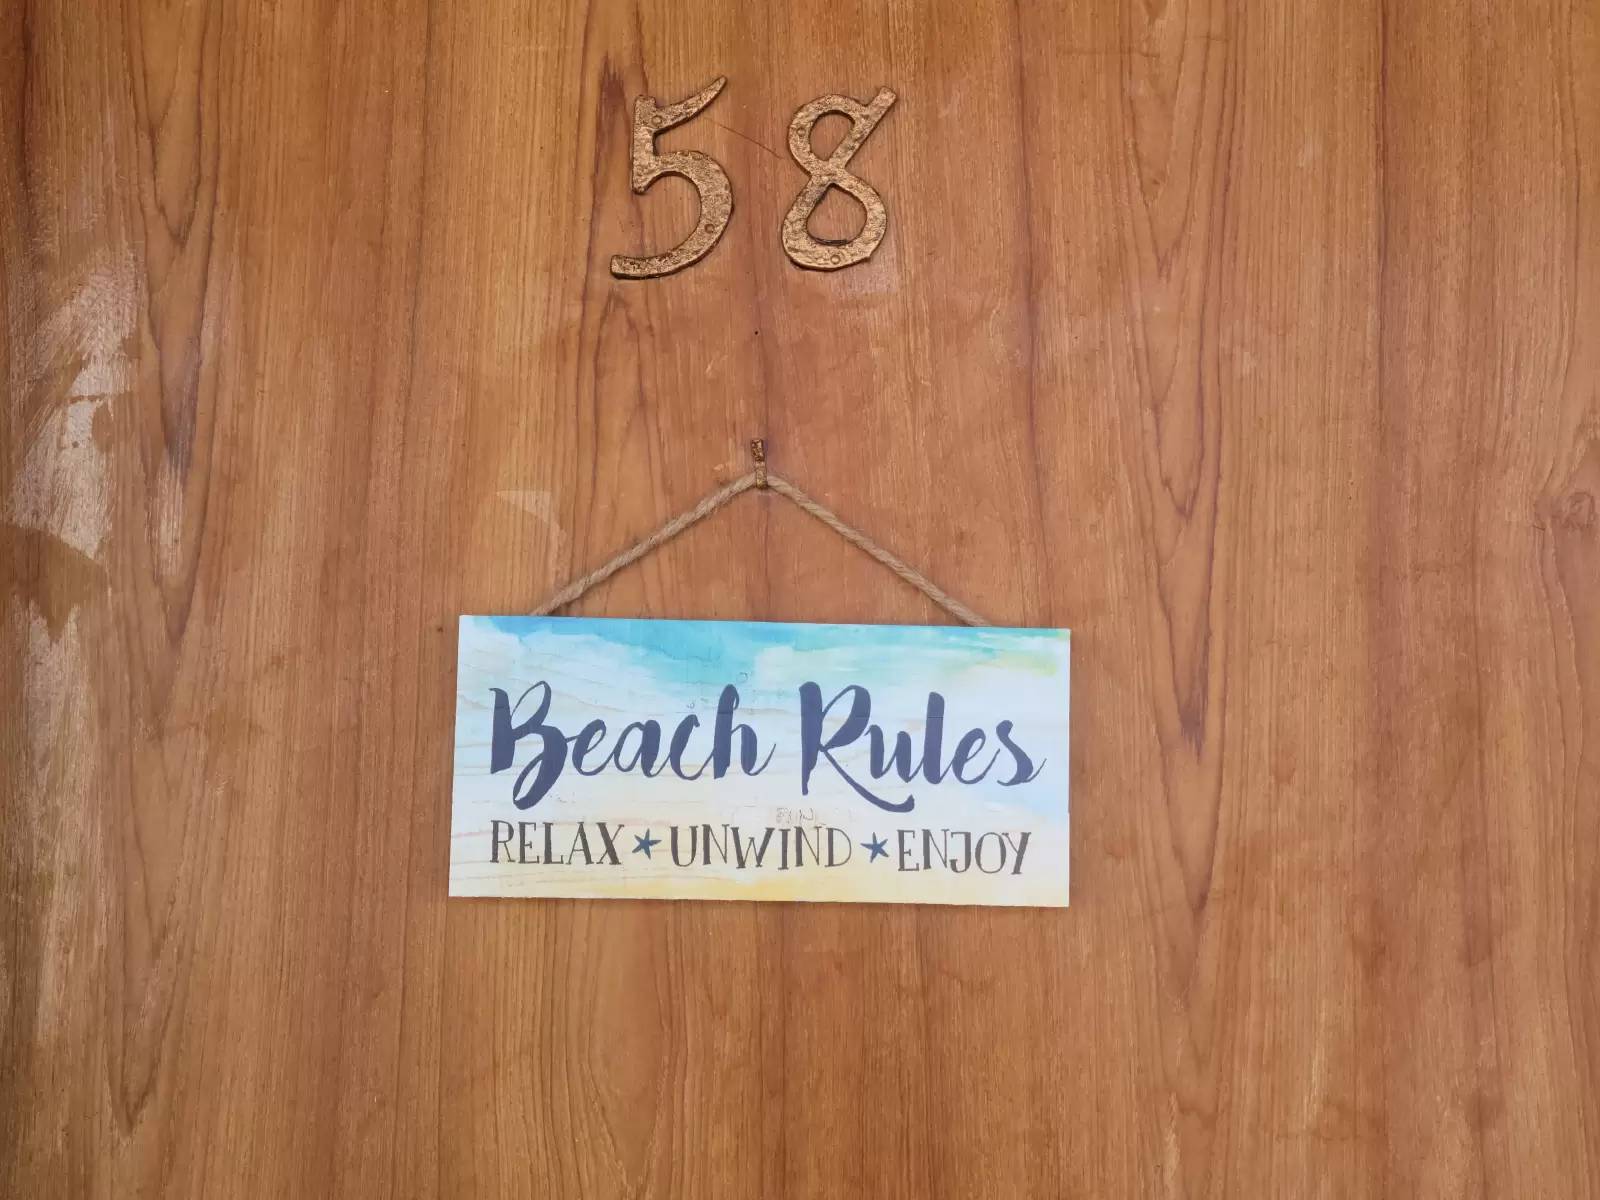 58
Beach Rules
RELAX ★ UNWIND ★ ENJOY